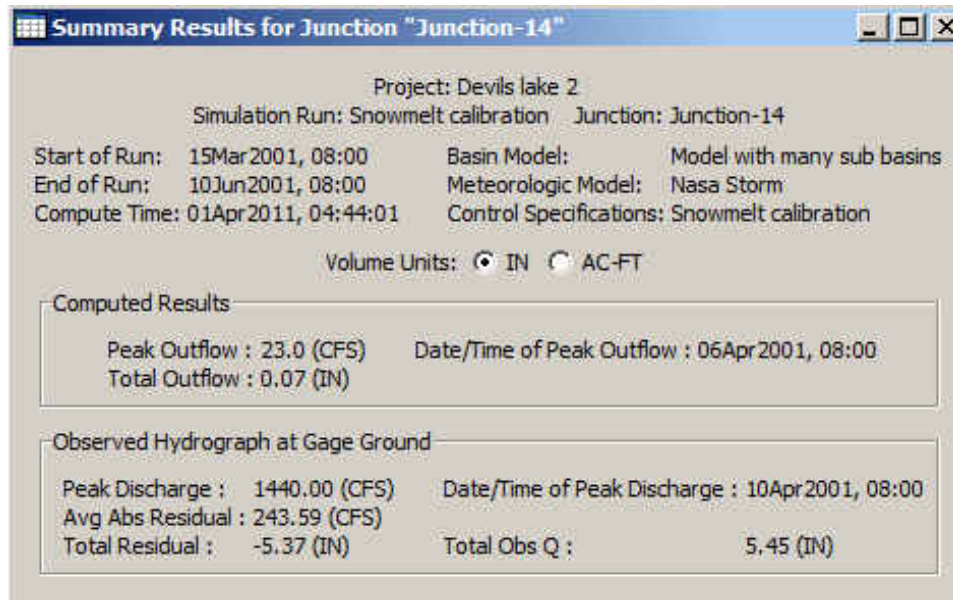 Summary Results for Junction "Junction-14"
Project: Devils lake 2
Simulation Run: Snowmelt calibration Junction: Junction-14
Start of Run: 15Mar2001, 08:00 Basin Model: Model with many sub basins
End of Run: 10Jun2001, 08:00 Meteorologic Model: Nasa Storm
Compute Time: 01Apr2011, 04:44:01 Control Specifications: Snowmelt calibration
Volume Units: IN AC-FT
Computed Results
Peak Outflow : 23.0 (CFS) Date/Time of Peak Outflow : 06Apr2001, 08:00
Total Outflow : 0.07 (IN)
Observed Hydrograph at Gage Ground
Peak Discharge : 1440.00 (CFS) Date/Time of Peak Discharge : 10Apr2001, 08:00
Avg Abs Residual : 243.59 (CFS)
Total Residual : -5.37 (IN) Total Obs Q : 5.45 (IN)